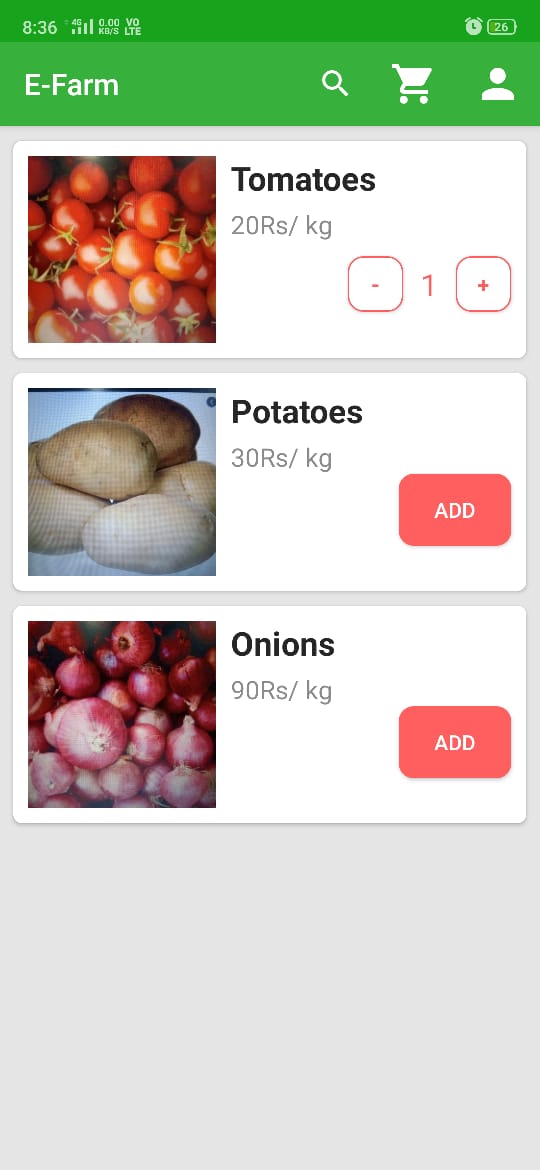 8:36 4G 0.00 KB/S VO LTE 26
E-Farm
Tomatoes
20Rs/ kg
- 1 +
Potatoes
30Rs/ kg
ADD
Onions
90Rs/ kg
ADD